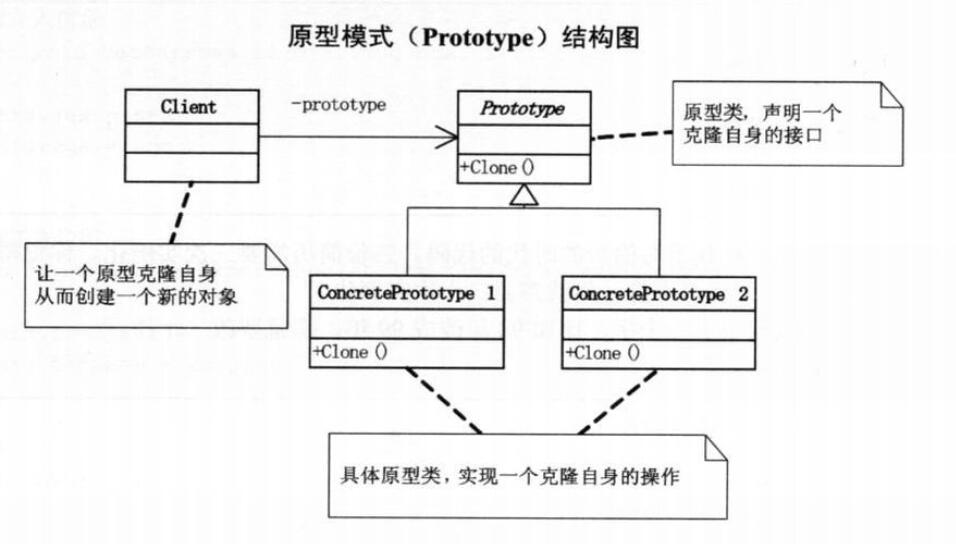 原型模式（Prototype）结构图
Client
-prototype
Prototype
+Clone()
原型类，声明一个
克隆自身的接口
让一个原型克隆自身
从而创建一个新的对象
ConcretePrototype 1
+Clone()
ConcretePrototype 2
+Clone()
具体原型类，实现一个克隆自身的操作